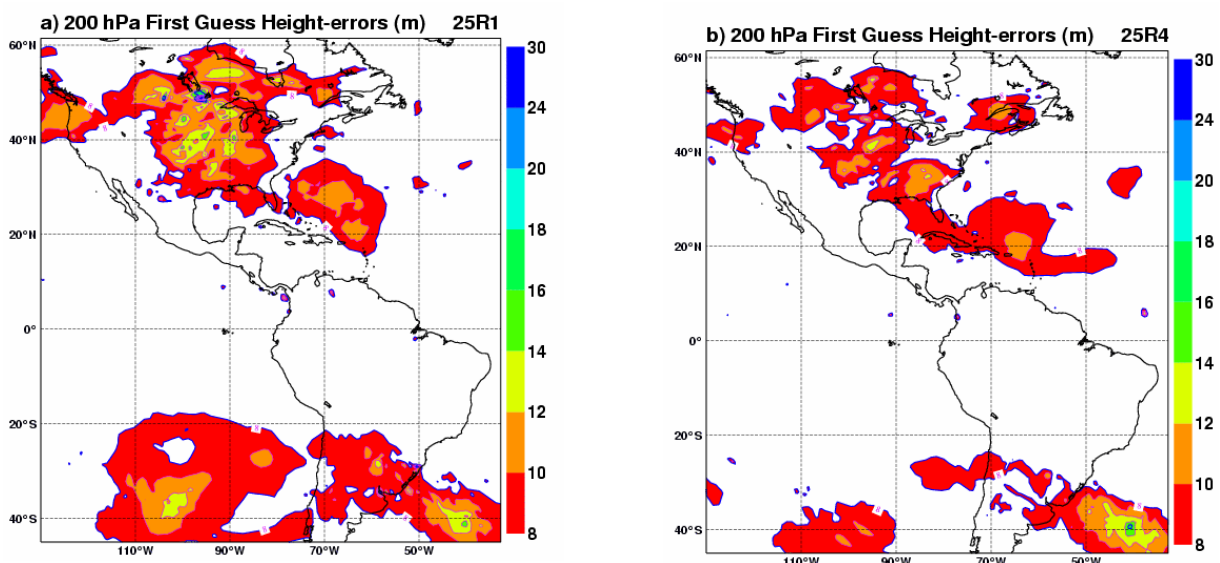 a) 200 hPa First Guess Height-errors (m) 25R1
60°N
40°N
20°N
0°
20°S
40°S
110°W 90°W 70°W 50°W
30
24
20
18
16
14
12
10
8
b) 200 hPa First Guess Height-errors (m) 25R4
60°N
40°N
20°N
0°
20°S
40°S
110°W 90°W 70°W 50°W
30
24
20
18
16
14
12
10
8